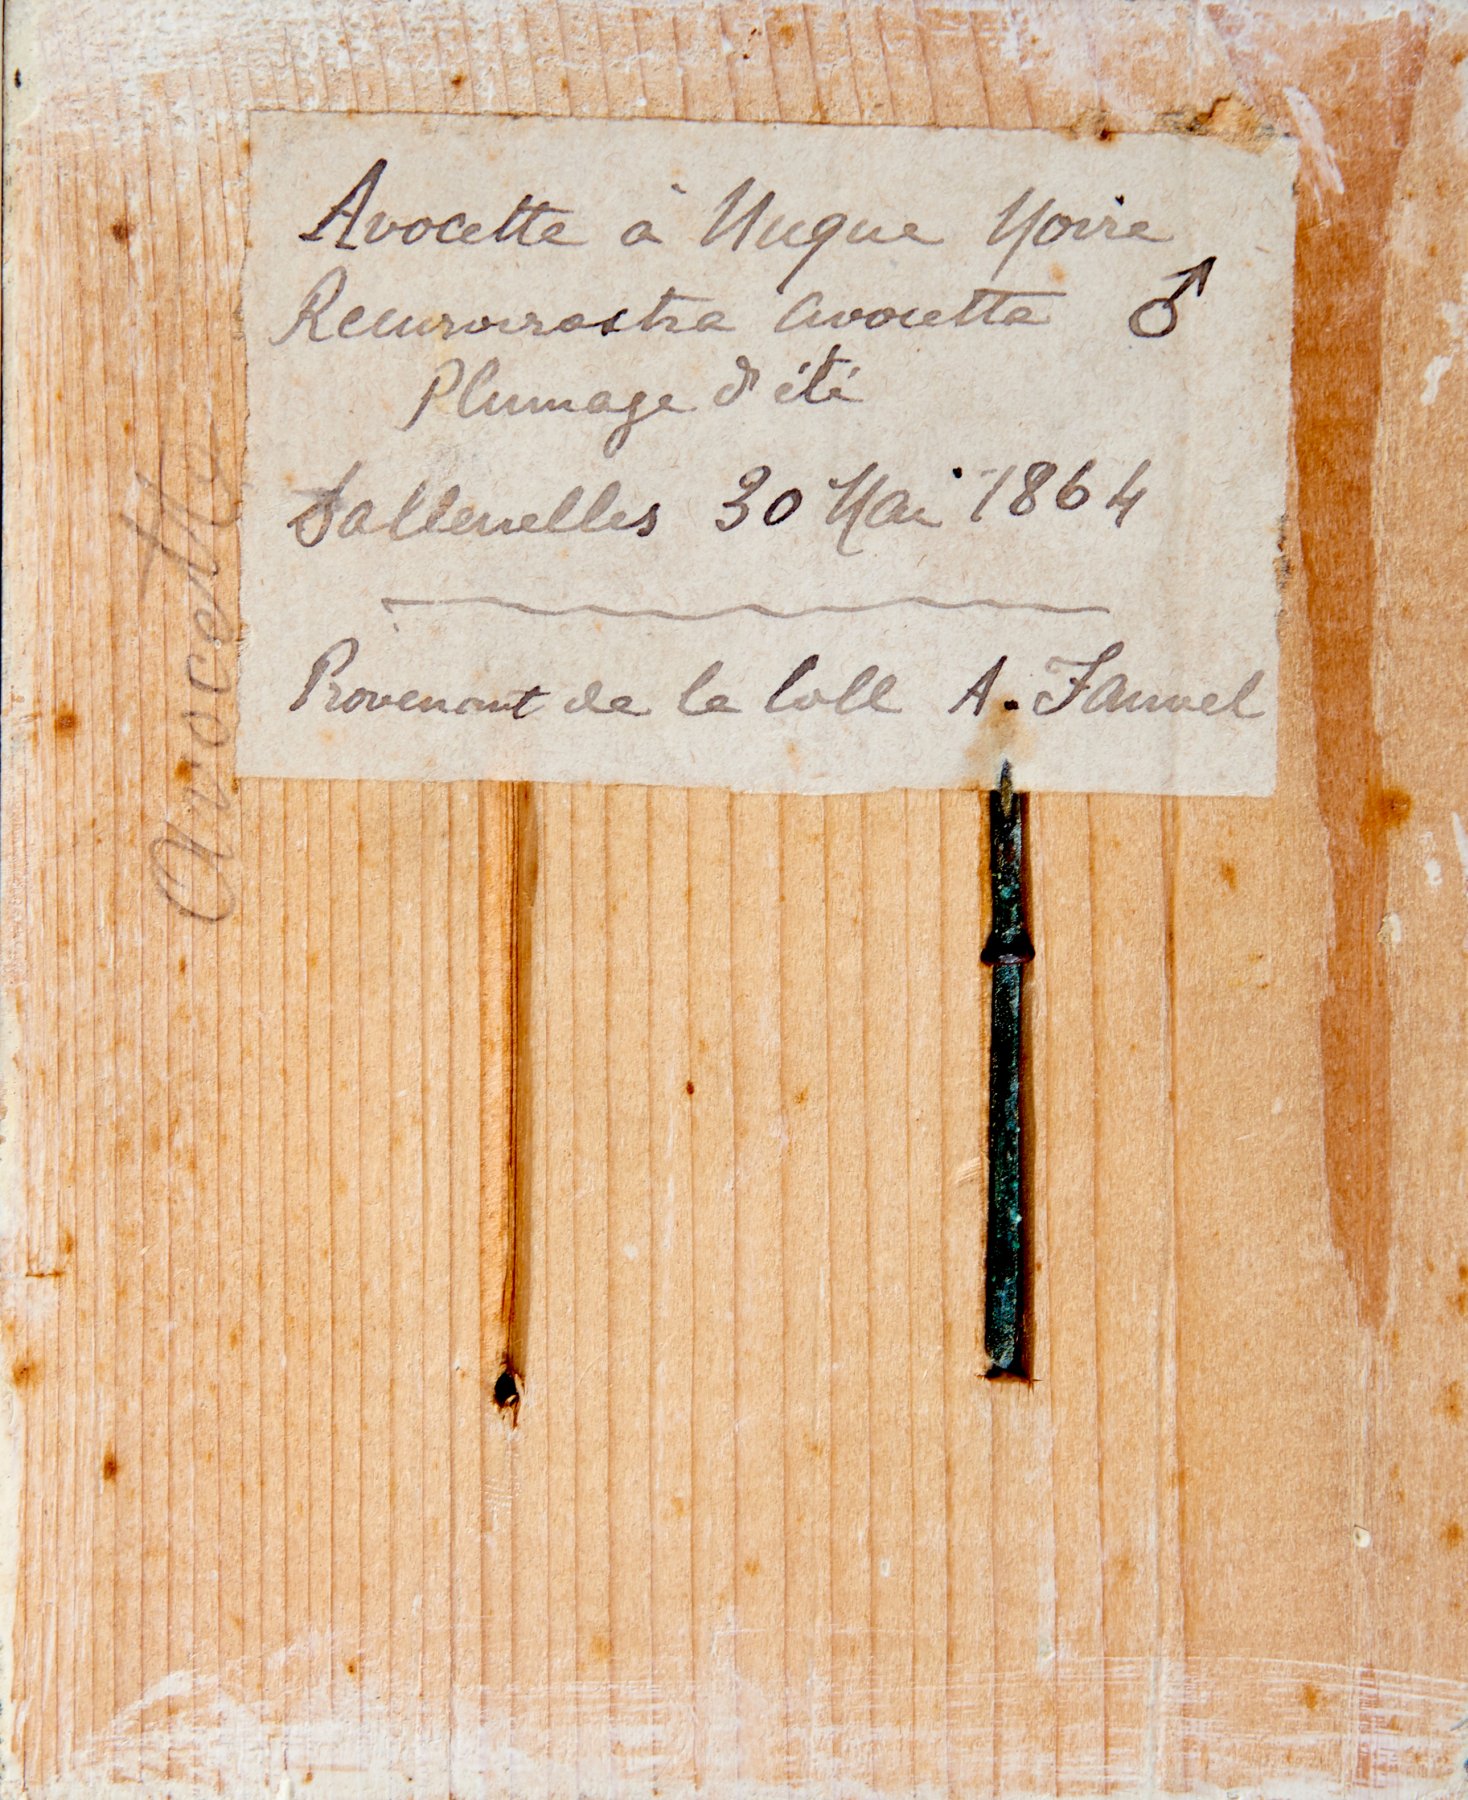 Avocette à Nuque Noire
Recurvirostra avocetta ♂
Plumage d'été
Sallenelles 30 Mai 1864
Provenant de la Coll A. Fauvel
avocette